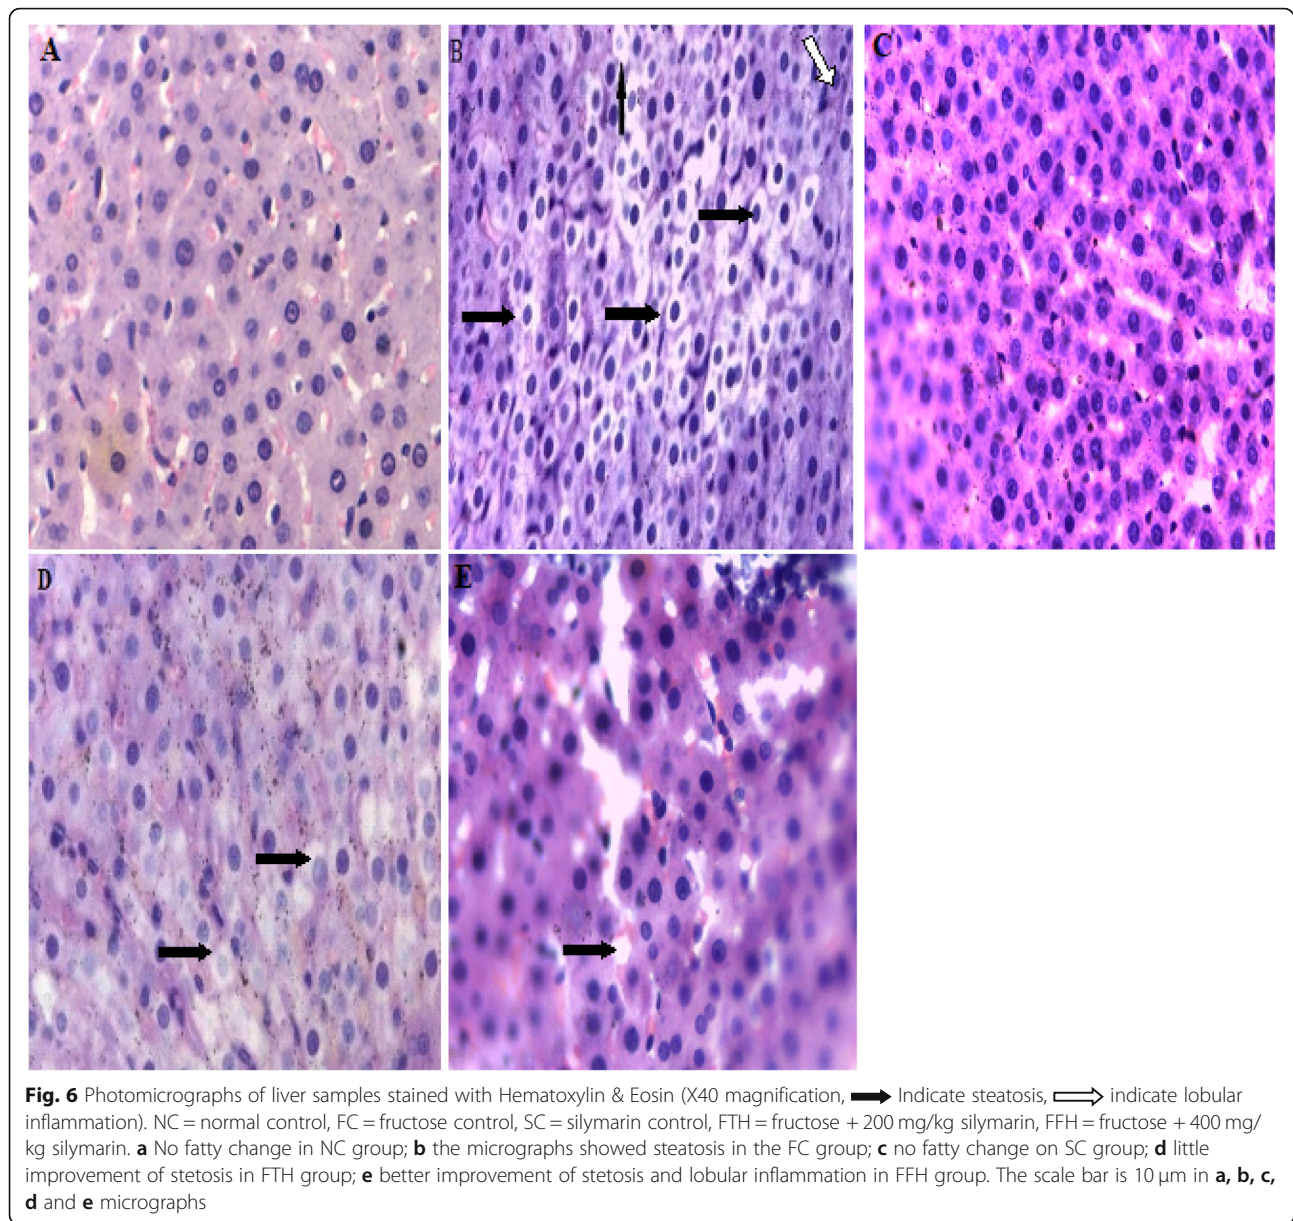 A
B
C
D
E
Fig. 6 Photomicrographs of liver samples stained with Hematoxylin & Eosin (X40 magnification, Indicate steatosis, indicate lobular
inflammation). NC = normal control, FC = fructose control, SC = silymarin control, FTH = fructose + 200 mg/kg silymarin, FFH = fructose + 400 mg/
kg silymarin. a No fatty change in NC group; b the micrographs showed steatosis in the FC group; c no fatty change on SC group; d little
improvement of stetosis in FTH group; e better improvement of stetosis and lobular inflammation in FFH group. The scale bar is 10 μm in a, b, c,
d and e micrographs